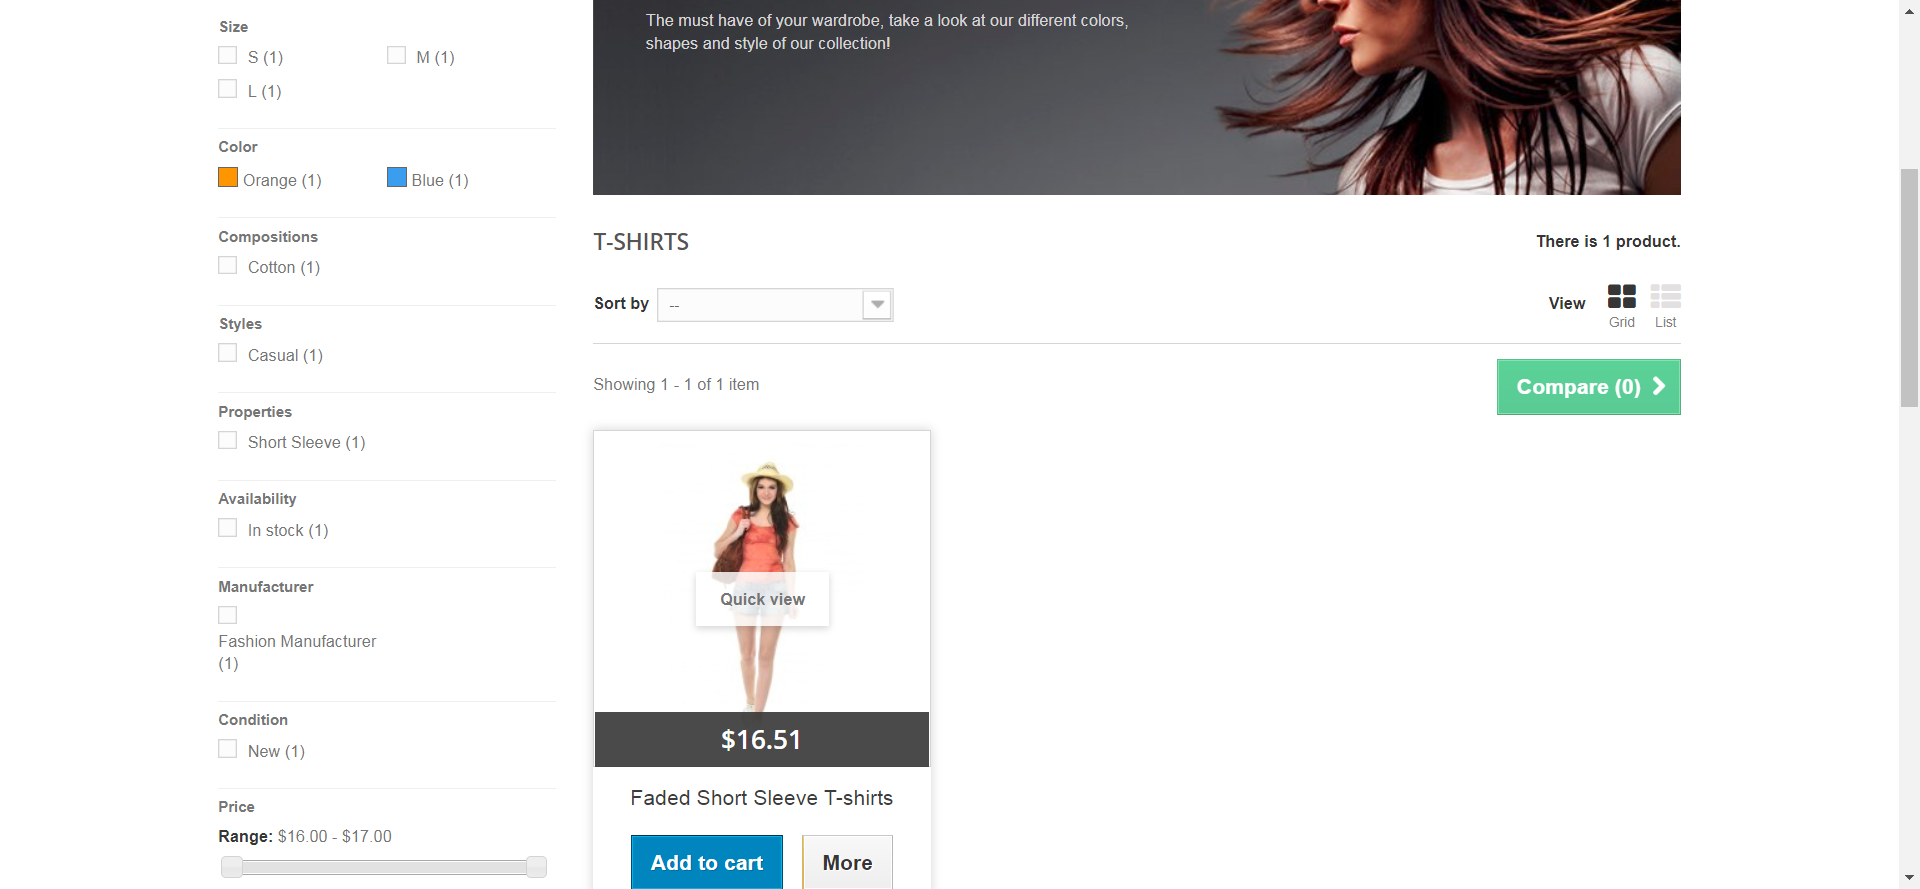 Size
S (1)
M (1)
L (1)
Color
Orange (1)
Blue (1)
Compositions
Cotton (1)
Styles
Casual (1)
Properties
Short Sleeve (1)
Availability
In stock (1)
Manufacturer
Fashion Manufacturer
(1)
Condition
New (1)
Price
Range: $16.00 - $17.00
The must have of your wardrobe, take a look at our different colors,
shapes and style of our collection!
T-SHIRTS
There is 1 product.
Sort by
--
View
Grid
List
Showing 1 - 1 of 1 item
Compare (0)
Quick view
$16.51
Faded Short Sleeve T-shirts
Add to cart
More